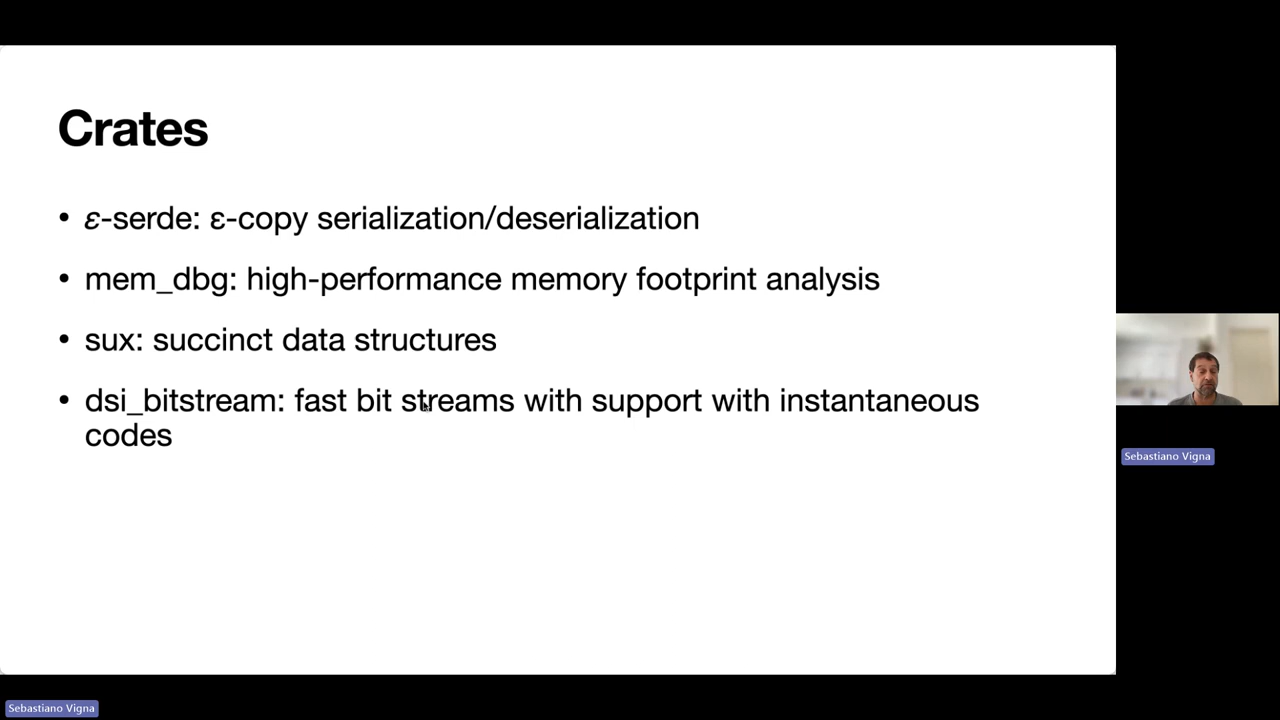 Crates
• ε-serde: ε-copy serialization/deserialization
• mem_dbg: high-performance memory footprint analysis
• sux: succinct data structures
• dsi_bitstream: fast bit streams with support with instantaneous
codes
Sebastiano Vigna
Sebastiano Vigna